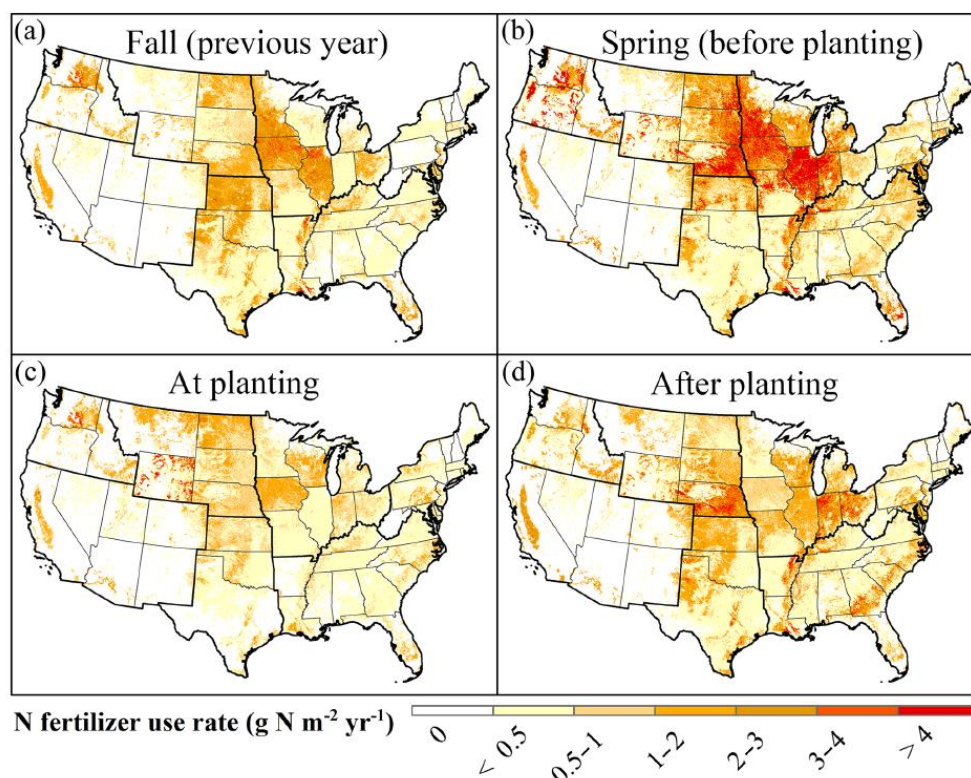 (a) Fall (previous year)
(b) Spring (before planting)
(c) At planting
(d) After planting
N fertilizer use rate (g N m⁻² yr⁻¹)
0
< 0.5
0.5–1
1–2
2–3
3–4
> 4